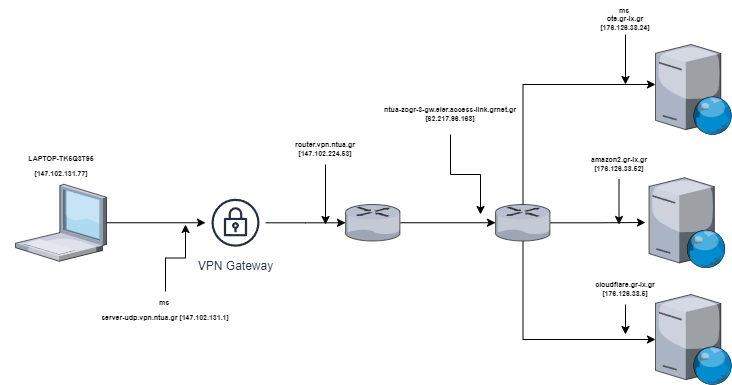 ms
ote.gr-ix.gr
[176.126.38.24]
ntua-zogr-3-gw.eier.access-link.grnet.gr
[62.217.96.168]
router.vpn.ntua.gr
[147.102.224.53]
LAPTOP-TK5Q3T95
[147.102.131.77]
amazon2.gr-ix.gr
[176.126.38.52]
VPN Gateway
cloudflare.gr-ix.gr
[176.126.38.5]
ms
server-udp.vpn.ntua.gr [147.102.131.1]